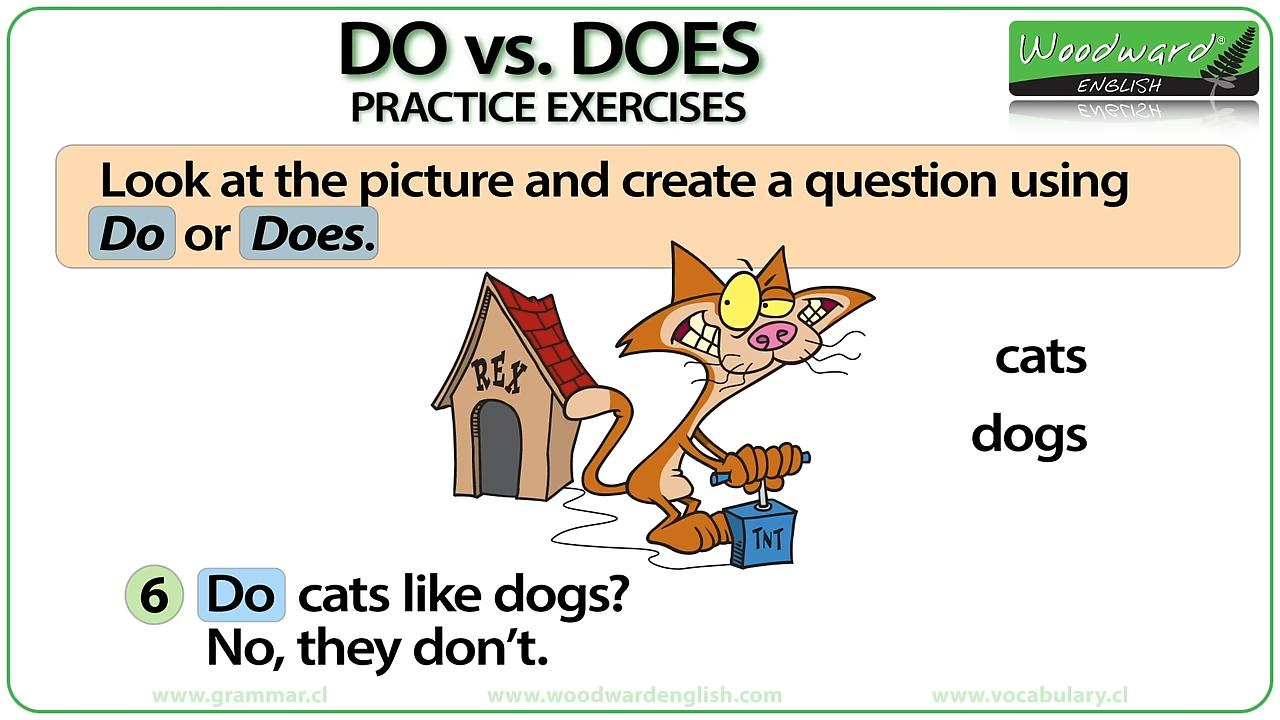 DO vs. DOES
PRACTICE EXERCISES
Woodward®
ENGLISH
Look at the picture and create a question using
Do or Does.
REX
cats
dogs
TNT
6 Do cats like dogs?
No, they don’t.
www.grammar.cl www.woodwardenglish.com www.vocabulary.cl